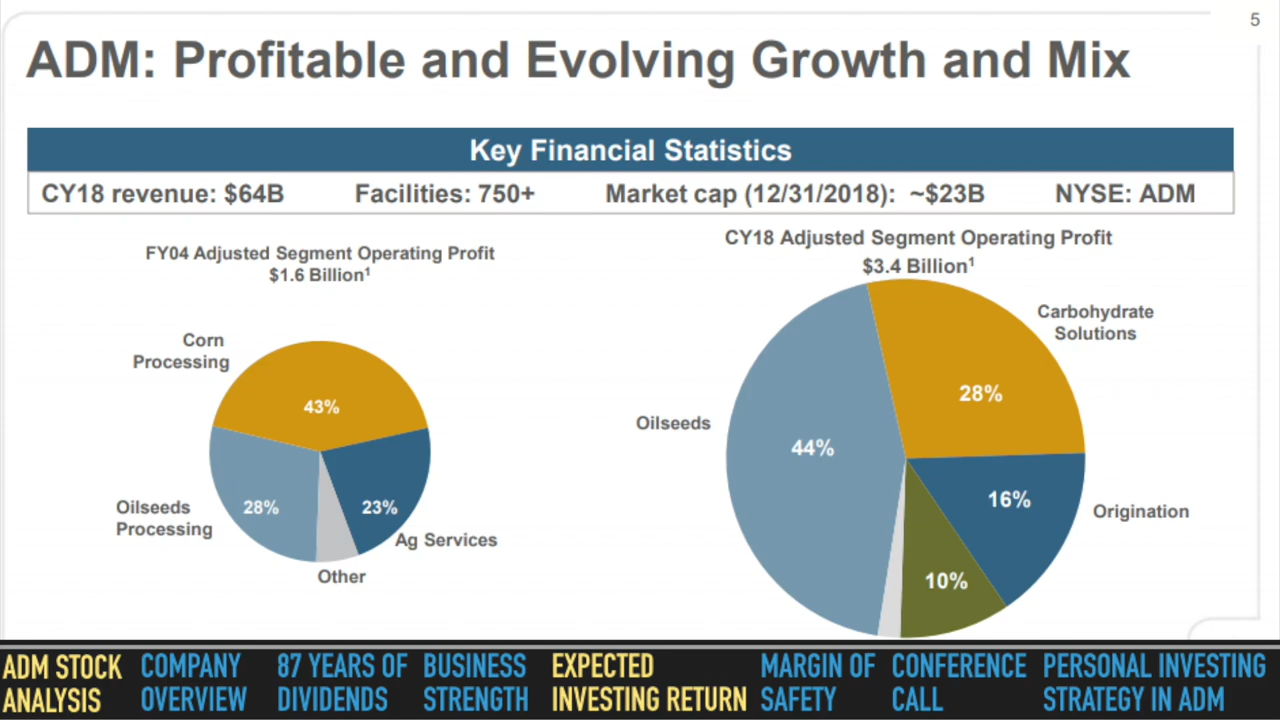 5
ADM: Profitable and Evolving Growth and Mix
Key Financial Statistics
CY18 revenue: $64B Facilities: 750+ Market cap (12/31/2018): ~$23B NYSE: ADM
FY04 Adjusted Segment Operating Profit
$1.6 Billion¹
Corn
Processing
43%
Oilseeds
Processing
28%
23%
Ag Services
Other
CY18 Adjusted Segment Operating Profit
$3.4 Billion¹
Carbohydrate
Solutions
28%
Oilseeds
44%
16%
Origination
10%
ADM STOCK
ANALYSIS
COMPANY
OVERVIEW
87 YEARS OF
DIVIDENDS
BUSINESS
STRENGTH
EXPECTED
INVESTING RETURN
MARGIN OF
SAFETY
CONFERENCE
CALL
PERSONAL INVESTING
STRATEGY IN ADM